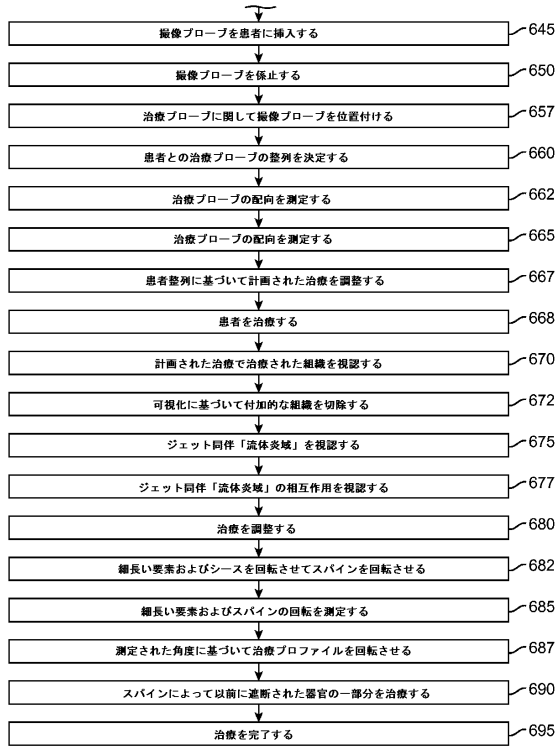 撮像プローブを患者に挿入する 645
撮像プローブを係止する 650
治療プローブに関して撮像プローブを位置付ける 657
患者との治療プローブの整列を決定する 660
治療プローブの配向を測定する 662
治療プローブの配向を測定する 665
患者整列に基づいて計画された治療を調整する 667
患者を治療する 668
計画された治療で治療された組織を視認する 670
可視化に基づいて付加的な組織を切除する 672
ジェット同伴「流体炎域」を視認する 675
ジェット同伴「流体炎域」の相互作用を視認する 677
治療を調整する 680
細長い要素およびシースを回転させてスパインを回転させる 682
細長い要素およびスパインの回転を測定する 685
測定された角度に基づいて治療プロファイルを回転させる 687
スパインによって以前に遮断された器官の一部分を治療する 690
治療を完了する 695